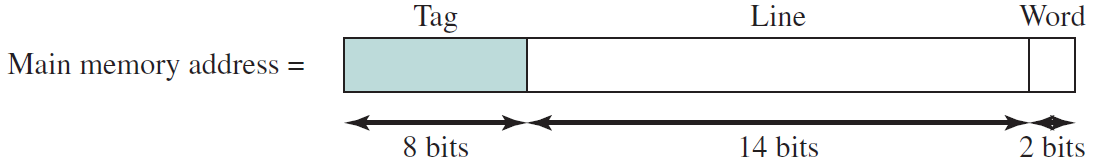 Tag Line Word
Main memory address =
8 bits 14 bits 2 bits